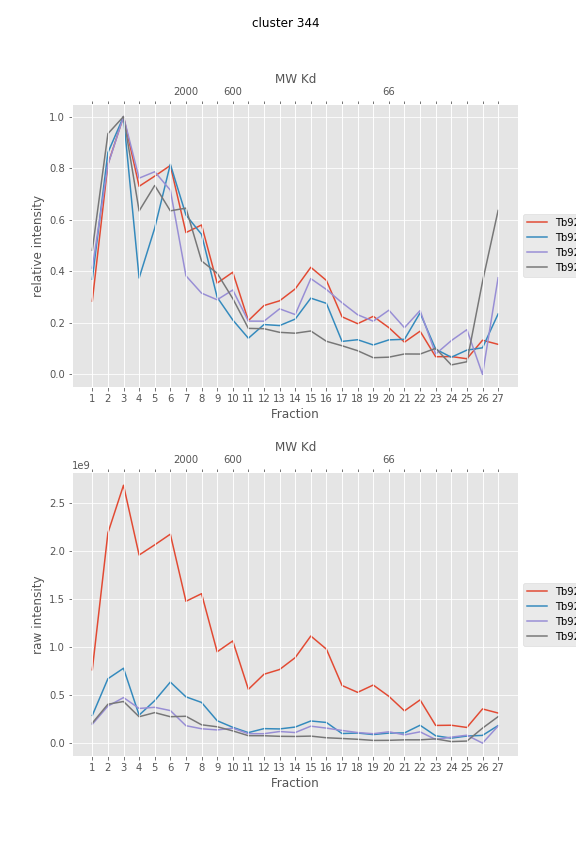 cluster 344
MW Kd
2000 600 66
relative intensity
1.0
0.8
0.6
0.4
0.2
0.0
1 2 3 4 5 6 7 8 9 10 11 12 13 14 15 16 17 18 19 20 21 22 23 24 25 26 27
Fraction
Tb92
Tb92
Tb92
Tb92
MW Kd
2000 600 66
1e9
raw intensity
2.5
2.0
1.5
1.0
0.5
0.0
1 2 3 4 5 6 7 8 9 10 11 12 13 14 15 16 17 18 19 20 21 22 23 24 25 26 27
Fraction
Tb92
Tb92
Tb92
Tb92